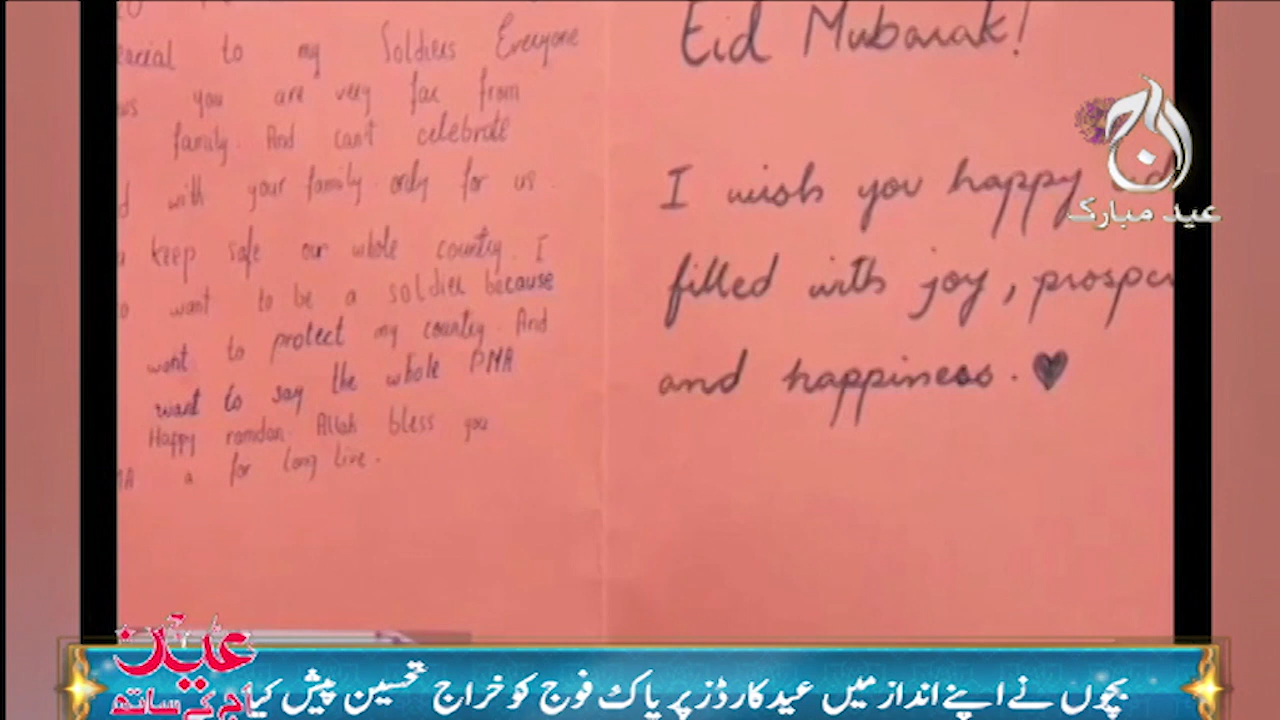 to my Soldiers Everyone
you are very far from
family. And can't celebrate
with your family only for us.
keep safe our whole country. I
want to be a soldier because
want to protect my country. And
want to say the whole PMA
Happy ramdan. Allah bless you
a for long live.
Eid Mubarak!
I wish you happy
filled with joy, prosper
and happiness. ♥
آج
عید مبارک
عید
آج کے ساتھ
بچوں نے اپنے انداز میں عید کارڈز پر پاک فوج کو خراج تحسین پیش کیا